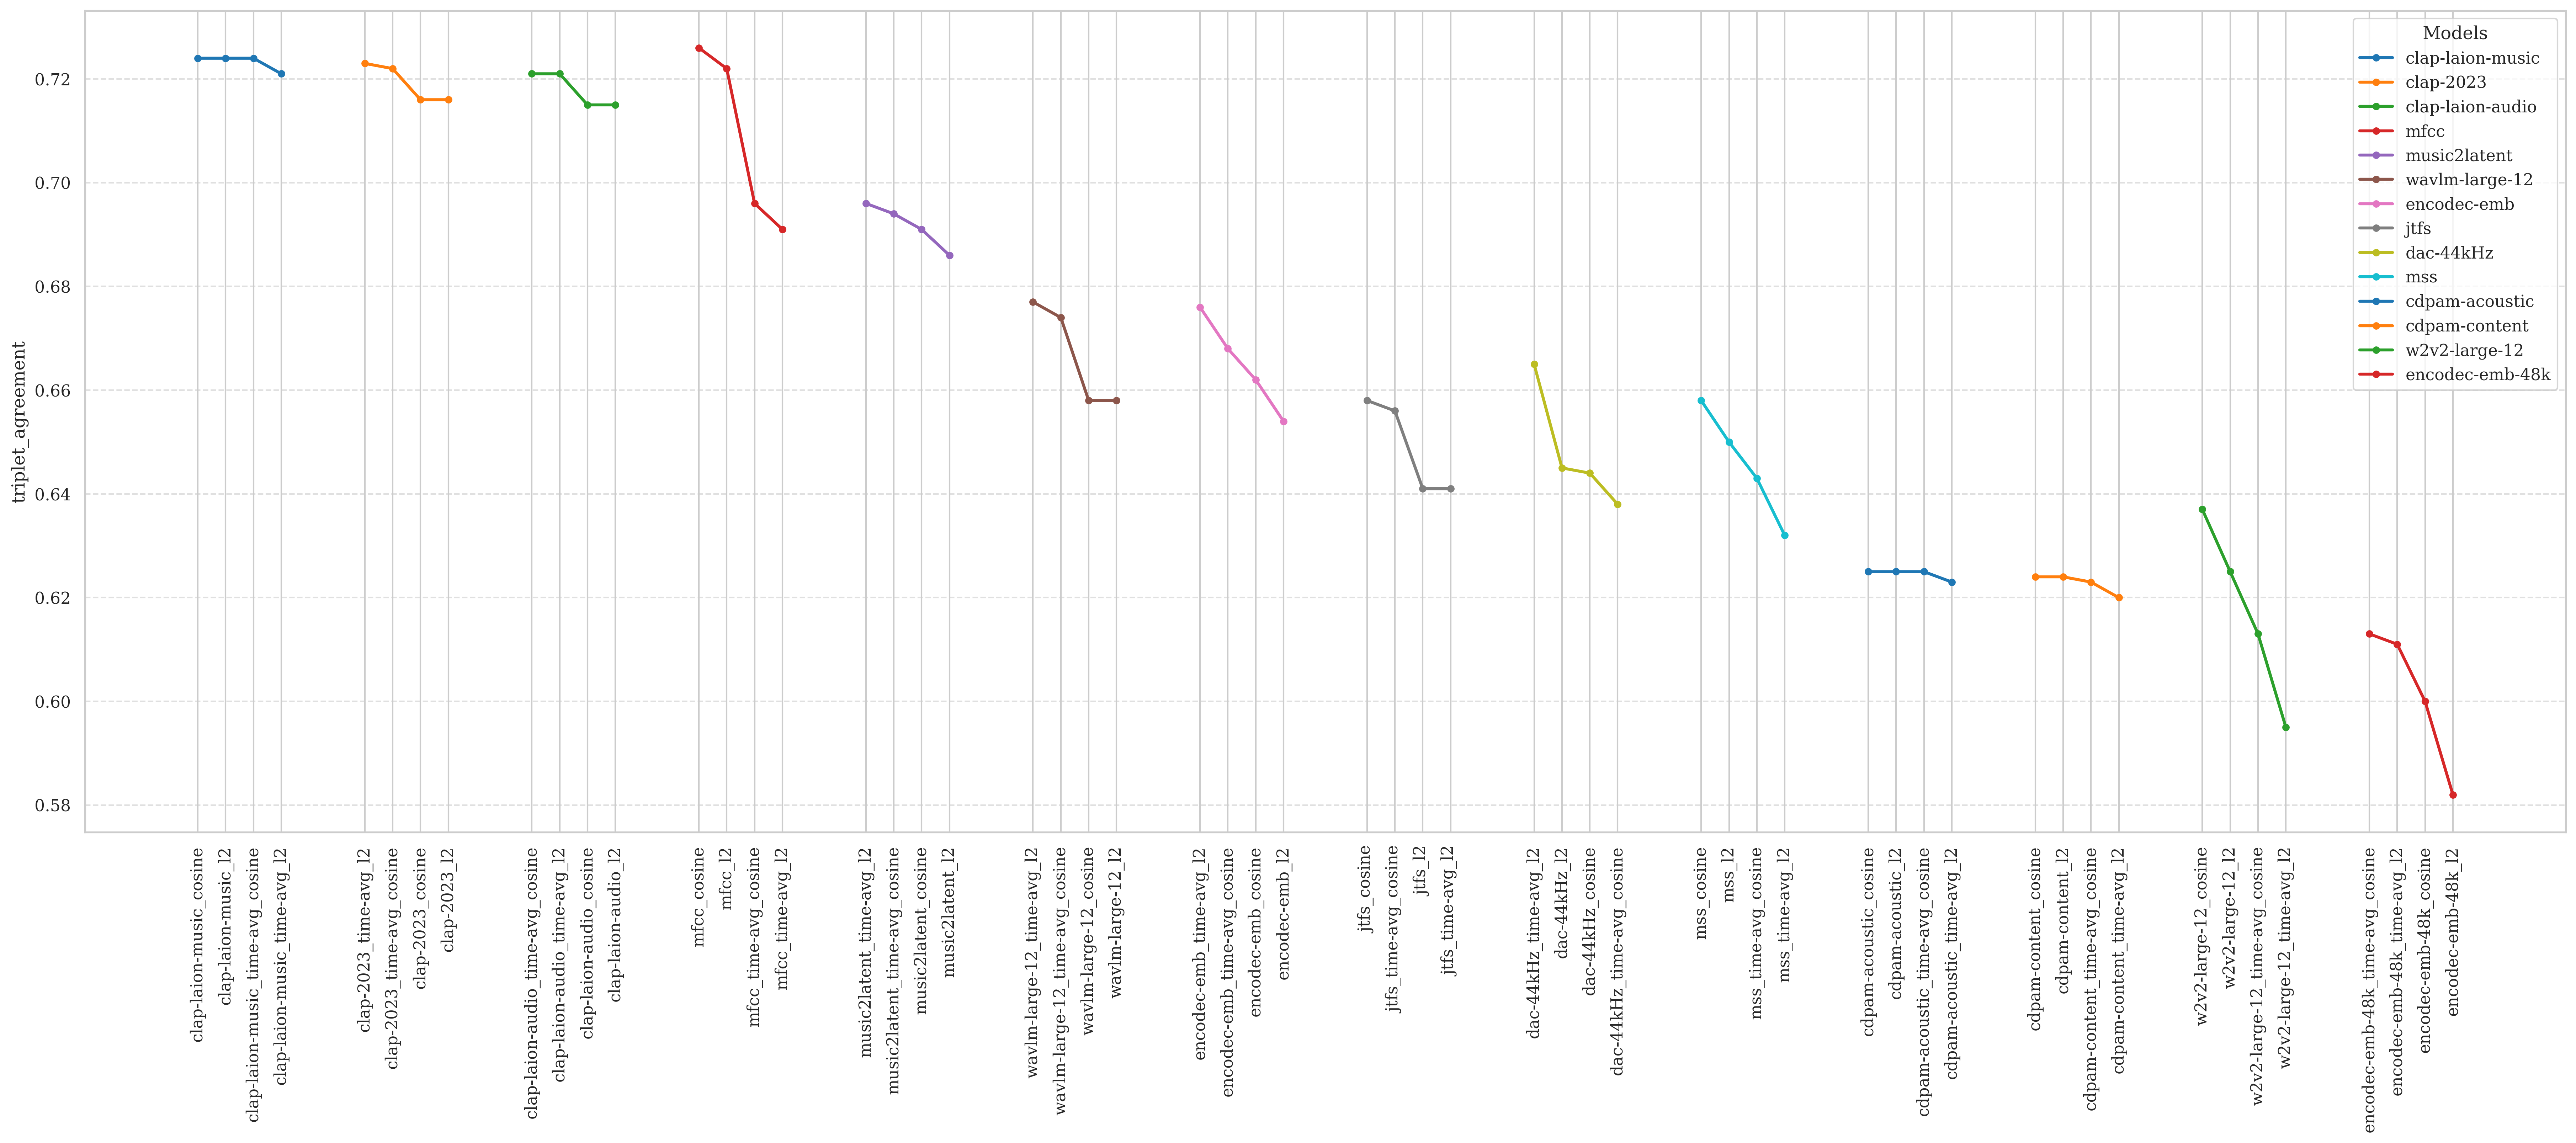 triplet_agreement
0.72
0.70
0.68
0.66
0.64
0.62
0.60
0.58
Models
clap-laion-music
clap-2023
clap-laion-audio
mfcc
music2latent
wavlm-large-12
encodec-emb
jtfs
dac-44kHz
mss
cdpam-acoustic
cdpam-content
w2v2-large-12
encodec-emb-48k
clap-laion-music_cosine
clap-laion-music_l2
clap-laion-music_time-avg_cosine
clap-laion-music_time-avg_l2
clap-2023_time-avg_l2
clap-2023_time-avg_cosine
clap-2023_cosine
clap-2023_l2
clap-laion-audio_time-avg_cosine
clap-laion-audio_time-avg_l2
clap-laion-audio_cosine
clap-laion-audio_l2
mfcc_cosine
mfcc_l2
mfcc_time-avg_cosine
mfcc_time-avg_l2
music2latent_time-avg_l2
music2latent_time-avg_cosine
music2latent_cosine
music2latent_l2
wavlm-large-12_time-avg_l2
wavlm-large-12_time-avg_cosine
wavlm-large-12_cosine
wavlm-large-12_l2
encodec-emb_time-avg_l2
encodec-emb_time-avg_cosine
encodec-emb_cosine
encodec-emb_l2
jtfs_cosine
jtfs_time-avg_cosine
jtfs_l2
jtfs_time-avg_l2
dac-44kHz_time-avg_l2
dac-44kHz_l2
dac-44kHz_cosine
dac-44kHz_time-avg_cosine
mss_cosine
mss_l2
mss_time-avg_cosine
mss_time-avg_l2
cdpam-acoustic_cosine
cdpam-acoustic_l2
cdpam-acoustic_time-avg_cosine
cdpam-acoustic_time-avg_l2
cdpam-content_cosine
cdpam-content_l2
cdpam-content_time-avg_cosine
cdpam-content_time-avg_l2
w2v2-large-12_cosine
w2v2-large-12_l2
w2v2-large-12_time-avg_cosine
w2v2-large-12_time-avg_l2
encodec-emb-48k_time-avg_cosine
encodec-emb-48k_time-avg_l2
encodec-emb-48k_cosine
encodec-emb-48k_l2